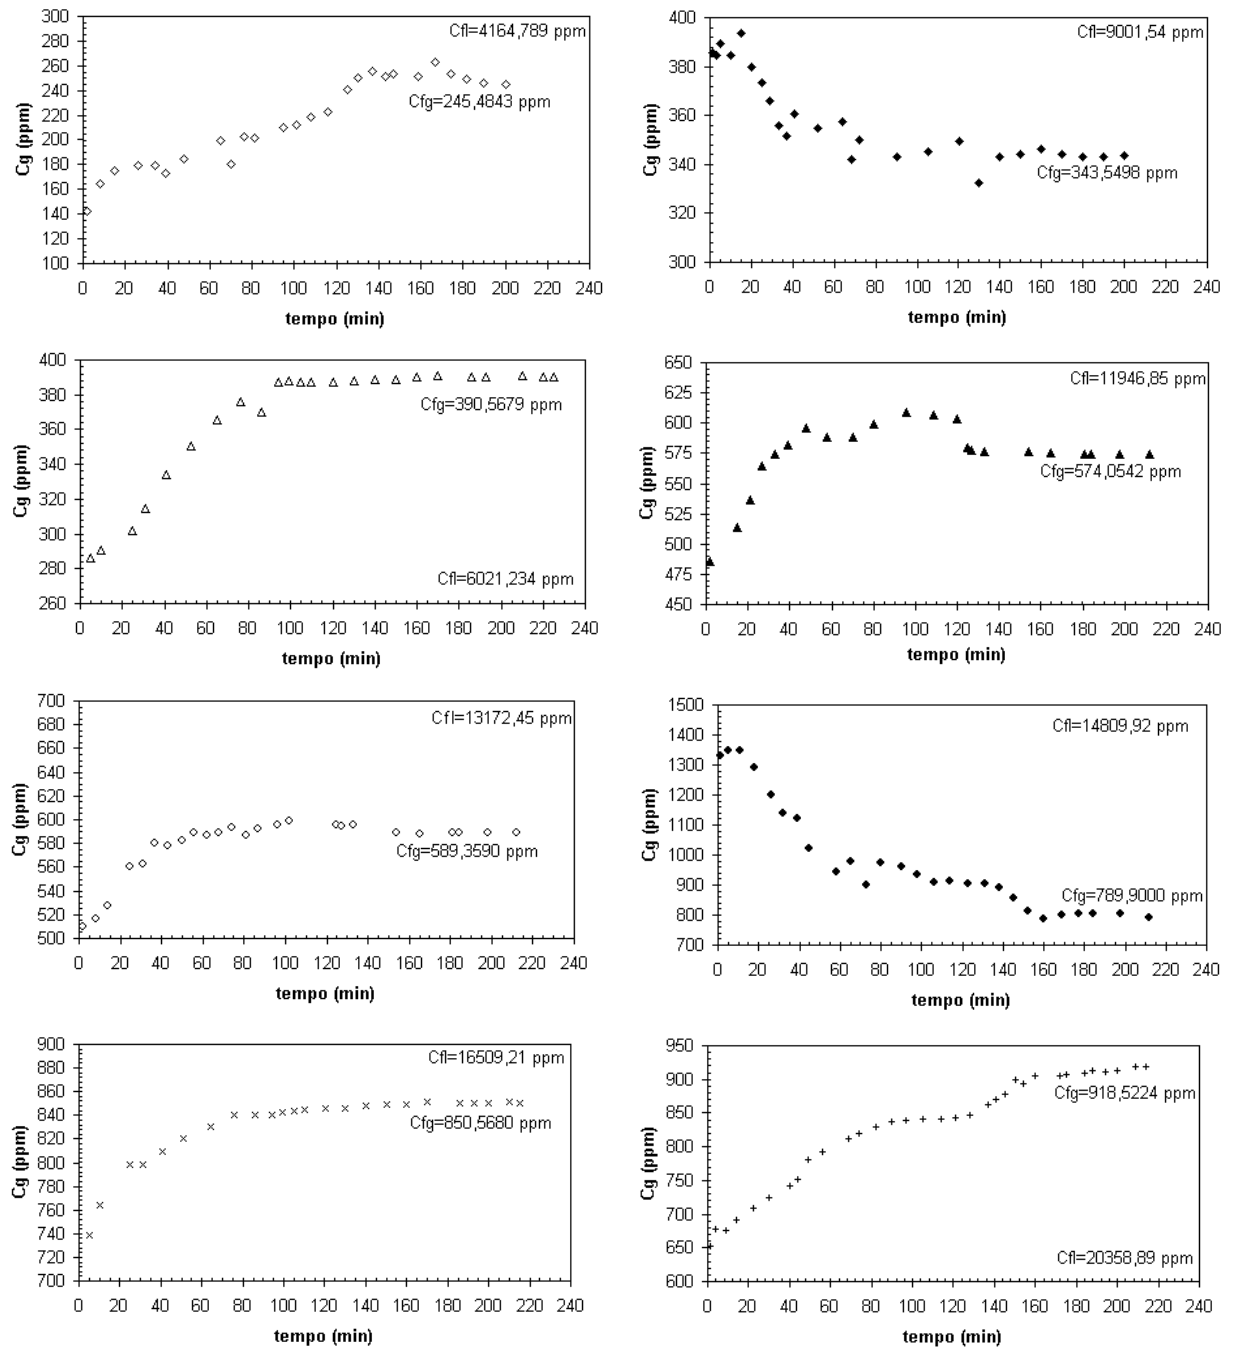 300
280
260
240
220
200
180
160
140
120
100
Cg (ppm)
Cfl=4164,789 ppm
Cfg=245,4843 ppm
0 20 40 60 80 100 120 140 160 180 200 220 240
tempo (min)
400
380
360
340
320
300
Cg (ppm)
Cfl=9001,54 ppm
Cfg=343,5498 ppm
0 20 40 60 80 100 120 140 160 180 200 220 240
tempo (min)
400
380
360
340
320
300
280
260
Cg (ppm)
Cfg=390,5679 ppm
Cfl=6021,234 ppm
0 20 40 60 80 100 120 140 160 180 200 220 240
tempo (min)
650
625
600
575
550
525
500
475
450
Cg (ppm)
Cfl=11946,85 ppm
Cfg=574,0542 ppm
0 20 40 60 80 100 120 140 160 180 200 220 240
tempo (min)
700
680
660
640
620
600
580
560
540
520
500
Cg (ppm)
Cfl=13172,45 ppm
Cfg=589,3590 ppm
0 20 40 60 80 100 120 140 160 180 200 220 240
tempo (min)
1500
1400
1300
1200
1100
1000
900
800
700
Cg (ppm)
Cfl=14809,92 ppm
Cfg=789,9000 ppm
0 20 40 60 80 100 120 140 160 180 200 220 240
tempo (min)
900
880
860
840
820
800
780
760
740
720
700
Cg (ppm)
Cfl=16509,21 ppm
Cfg=850,5680 ppm
0 20 40 60 80 100 120 140 160 180 200 220 240
tempo (min)
950
900
850
800
750
700
650
600
Cg (ppm)
Cfg=918,5224 ppm
Cfl=20358,89 ppm
0 20 40 60 80 100 120 140 160 180 200 220 240
tempo (min)